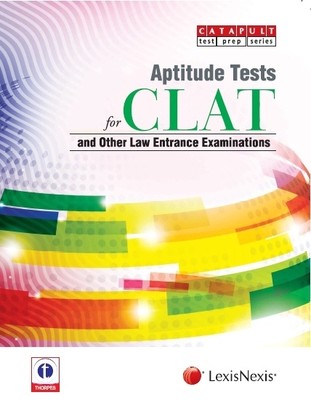 CATAPULT
test prep series
Aptitude Tests
for CLAT
and Other Law Entrance Examinations
THORPES
LexisNexis®